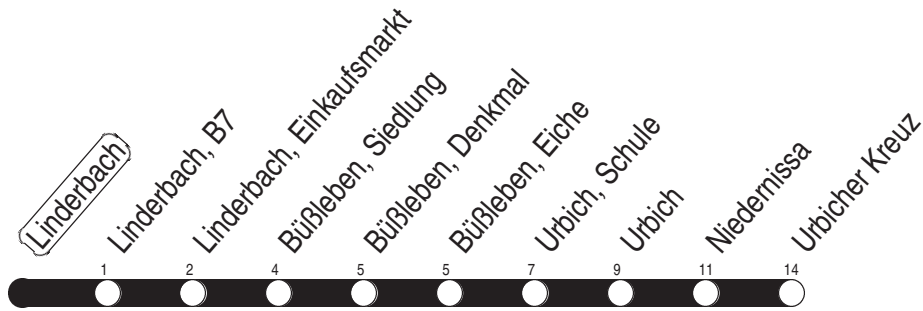 Linderbach
Linderbach, B7
Linderbach, Einkaufsmarkt
Büßleben, Siedlung
Büßleben, Denkmal
Büßleben, Eiche
Urbich, Schule
Urbich
Niedernissa
Urbicher Kreuz
1 2 4 5 5 7 9 11 14